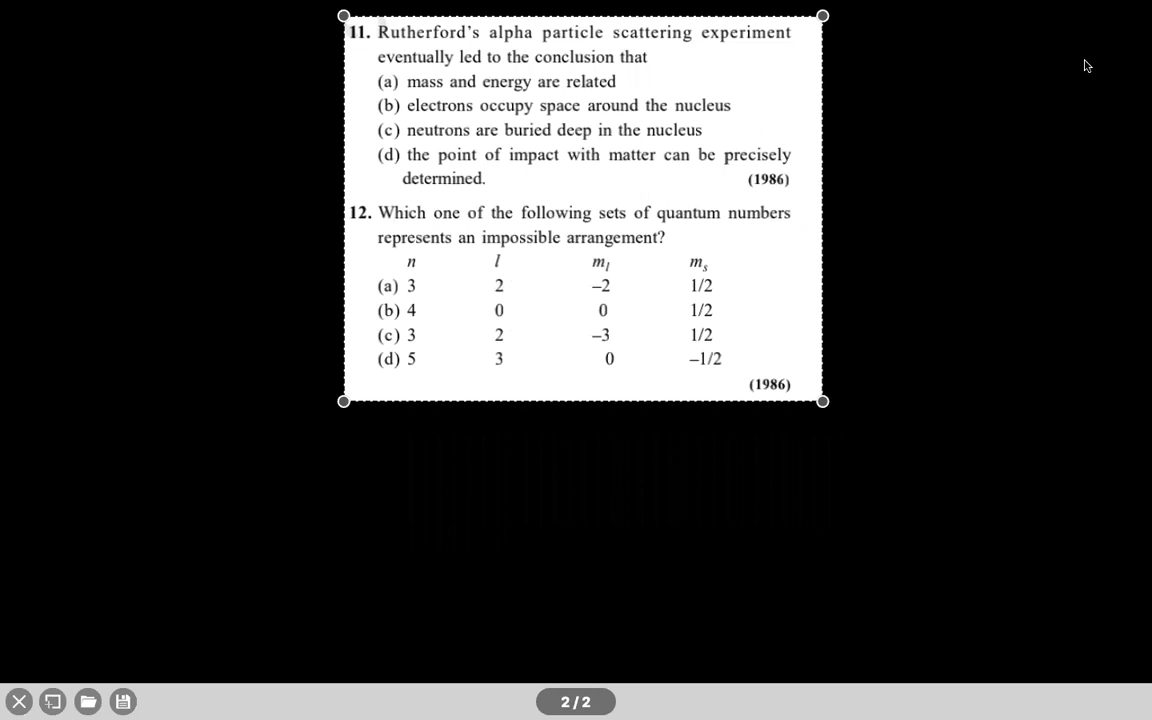 11. Rutherford's alpha particle scattering experiment
eventually led to the conclusion that
(a) mass and energy are related
(b) electrons occupy space around the nucleus
(c) neutrons are buried deep in the nucleus
(d) the point of impact with matter can be precisely
determined. (1986)
12. Which one of the following sets of quantum numbers
represents an impossible arrangement?
n l mₗ mₛ
(a) 3 2 –2 1/2
(b) 4 0 0 1/2
(c) 3 2 –3 1/2
(d) 5 3 0 –1/2
(1986)
2 / 2